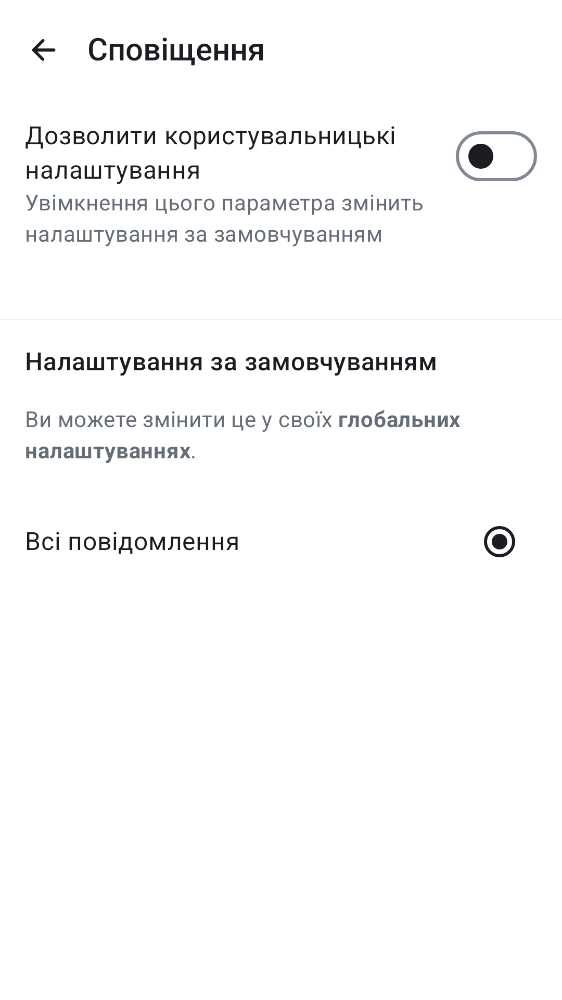 Сповіщення
Дозволити користувальницькі
налаштування
Увімкнення цього параметра змінить
налаштування за замовчуванням
Налаштування за замовчуванням
Ви можете змінити це у своїх глобальних
налаштуваннях.
Всі повідомлення